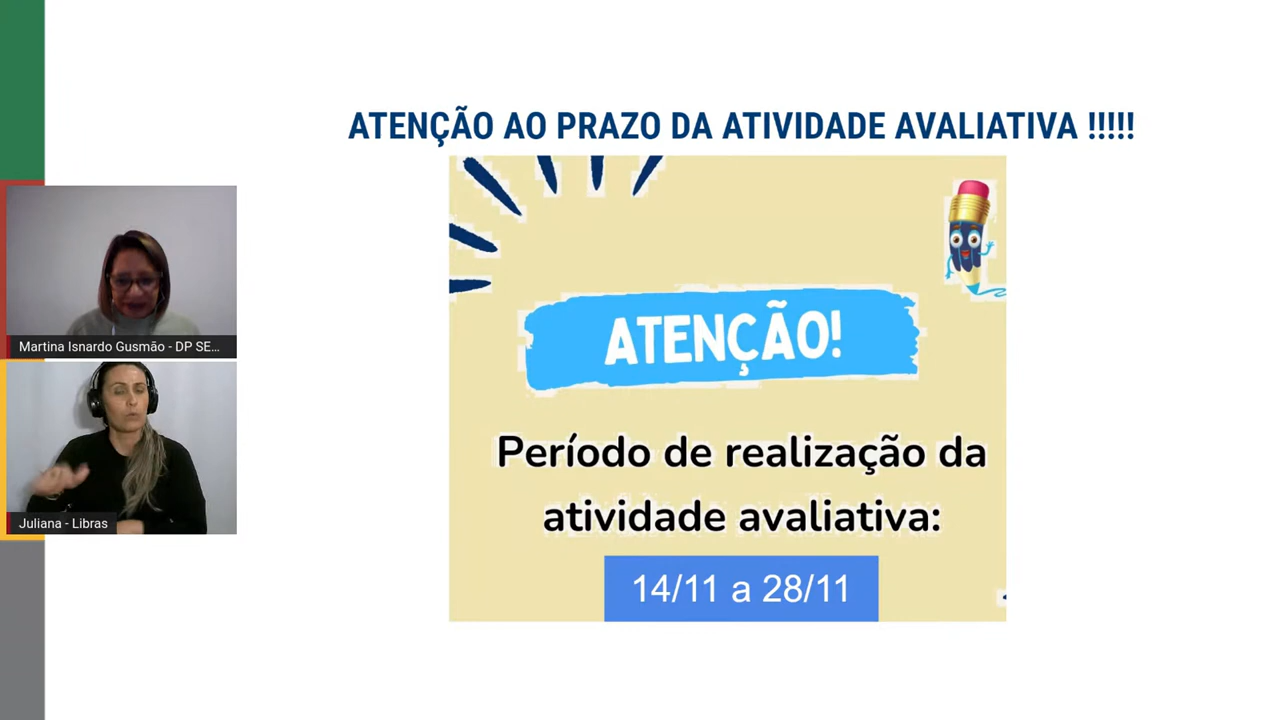 ATENÇÃO AO PRAZO DA ATIVIDADE AVALIATIVA !!!!!
ATENÇÃO!
Período de realização da
atividade avaliativa:
14/11 a 28/11
Martina Isnardo Gusmão - DP SE...
Juliana - Libras